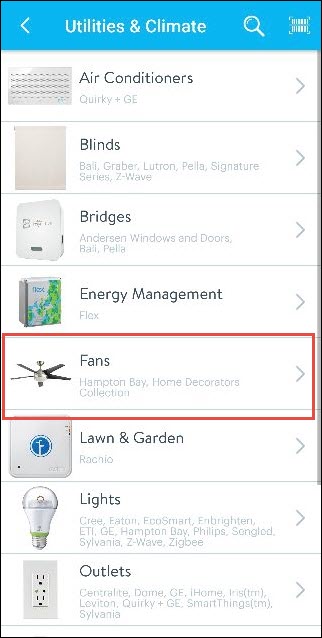 Utilities & Climate
Air Conditioners
Quirky + GE
Blinds
Bali, Graber, Lutron, Pella, Signature
Series, Z-Wave
Bridges
Andersen Windows and Doors,
Bali, Pella
Energy Management
Flex
flex
Fans
Hampton Bay, Home Decorators
Collection
Lawn & Garden
Rachio
Lights
Cree, Eaton, EcoSmart, Enbrighten,
ETI, GE, Hampton Bay, Philips, Sengled,
Sylvania, Z-Wave, Zigbee
Outlets
Centralite, Dome, GE, iHome, Iris(tm),
Leviton, Quirky + GE, SmartThings(tm),
Sylvania